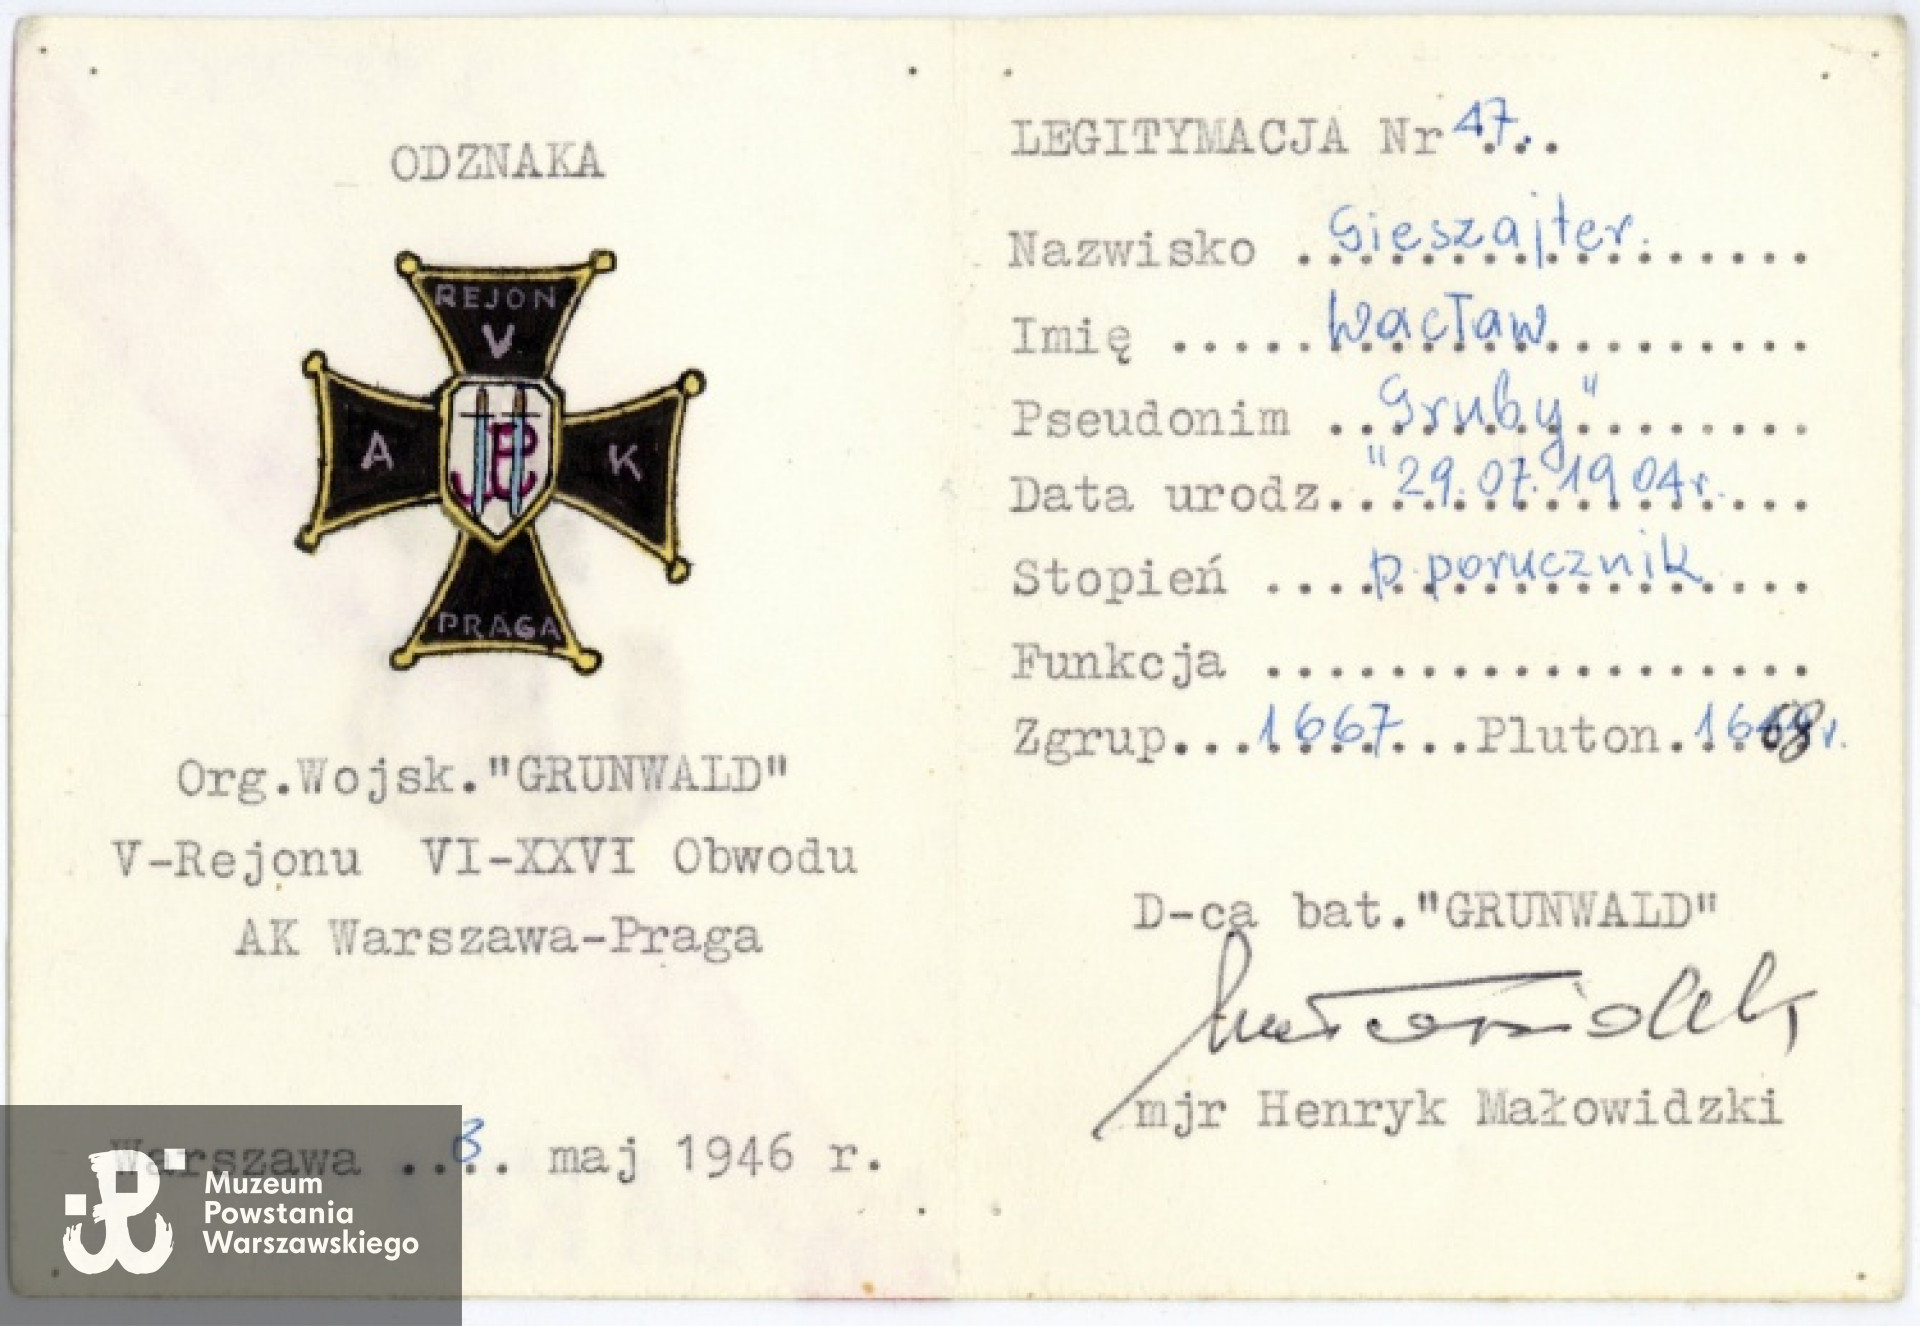 ODZNAKA
REJON
V
A
K
PRAGA
Org.Wojsk."GRUNWALD"
V-Rejonu VI-XXVI Obwodu
AK Warszawa-Praga
Warszawa ..8.. maj 1946 r.
Muzeum
Powstania
Warszawskiego
LEGITYMACJA Nr 47...
Nazwisko Gieszajter.
Imię Wacław
Pseudonim "Gruby"
Data urodz. 29.07.1904r.
Stopień p.porucznik
Funkcja ..................
Zgrup...1667...Pluton. 1668r.
D-ca bat."GRUNWALD"
mjr Henryk Małowidzki